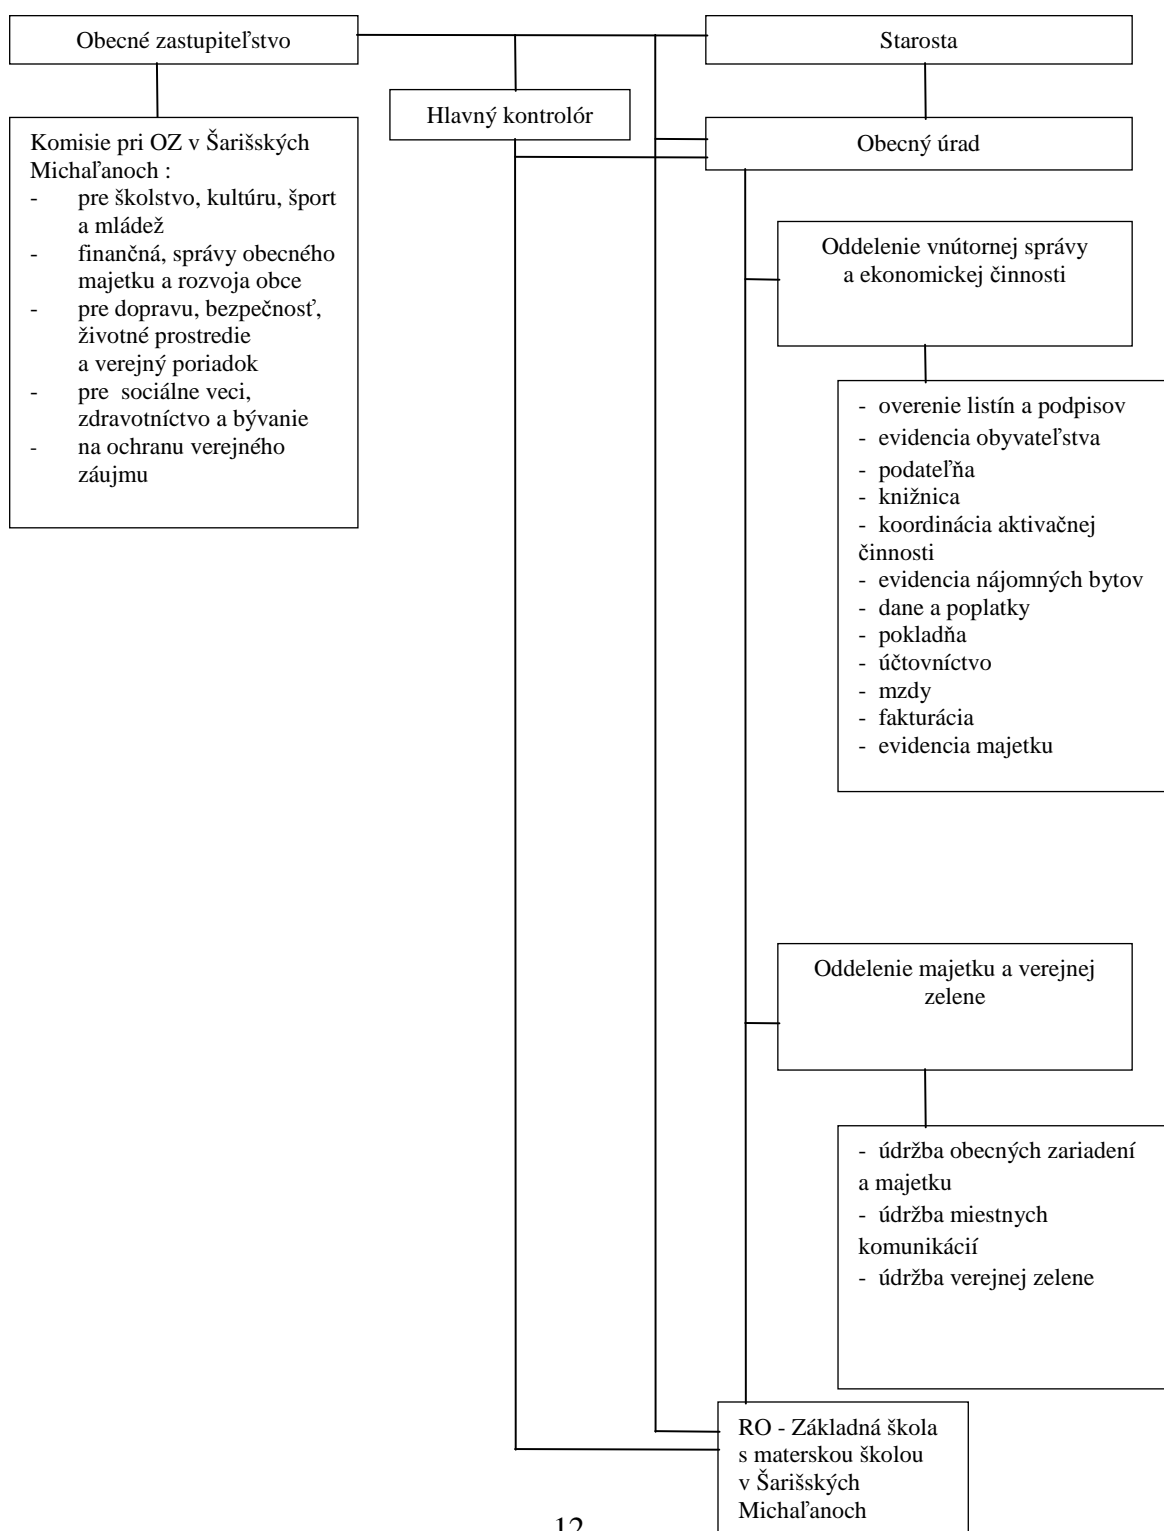 Obecné zastupiteľstvo
Starosta
Hlavný kontrolór
Obecný úrad
Komisie pri OZ v Šarišských
Michaľanoch :
- pre školstvo, kultúru, šport
a mládež
- finančná, správy obecného
majetku a rozvoja obce
- pre dopravu, bezpečnosť,
životné prostredie
a verejný poriadok
- pre sociálne veci,
zdravotníctvo a bývanie
- na ochranu verejného
záujmu
Oddelenie vnútornej správy
a ekonomickej činnosti
- overenie listín a podpisov
- evidencia obyvateľstva
- podateľňa
- knižnica
- koordinácia aktivačnej
činnosti
- evidencia nájomných bytov
- dane a poplatky
- pokladňa
- účtovníctvo
- mzdy
- fakturácia
- evidencia majetku
Oddelenie majetku a verejnej
zelene
- údržba obecných zariadení
a majetku
- údržba miestnych
komunikácií
- údržba verejnej zelene
RO - Základná škola
s materskou školou
v Šarišských
Michaľanoch
12